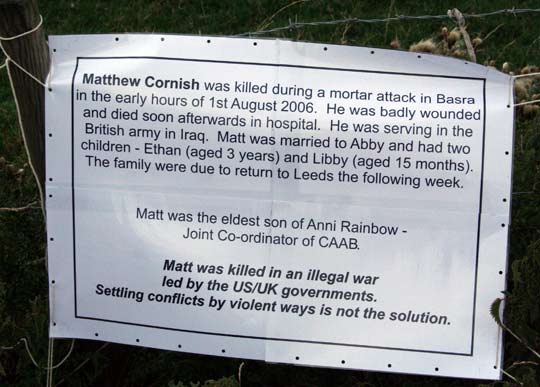 Matthew Cornish was killed during a mortar attack in Basra
in the early hours of 1st August 2006. He was badly wounded
and died soon afterwards in hospital. He was serving in the
British army in Iraq. Matt was married to Abby and had two
children - Ethan (aged 3 years) and Libby (aged 15 months).
The family were due to return to Leeds the following week.
Matt was the eldest son of Anni Rainbow -
Joint Co-ordinator of CAAB.
Matt was killed in an illegal war
led by the US/UK governments.
Settling conflicts by violent ways is not the solution.